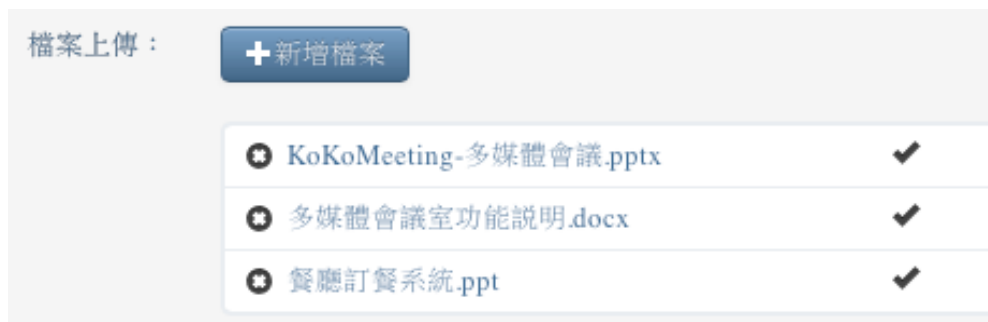 檔案上傳：
新增檔案
KoKoMeeting-多媒體會議.pptx
多媒體會議室功能説明.docx
餐廳訂餐系統.ppt